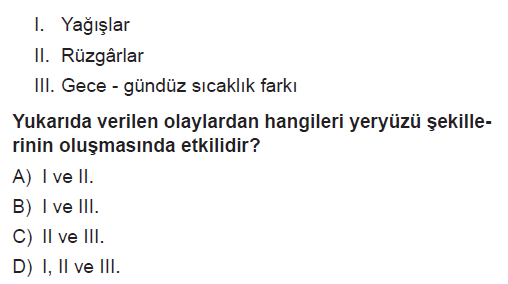 I. Yağışlar
II. Rüzgârlar
III. Gece - gündüz sıcaklık farkı
Yukarıda verilen olaylardan hangileri yeryüzü şekille-
rinin oluşmasında etkilidir?
A) I ve II.
B) I ve III.
C) II ve III.
D) I, II ve III.